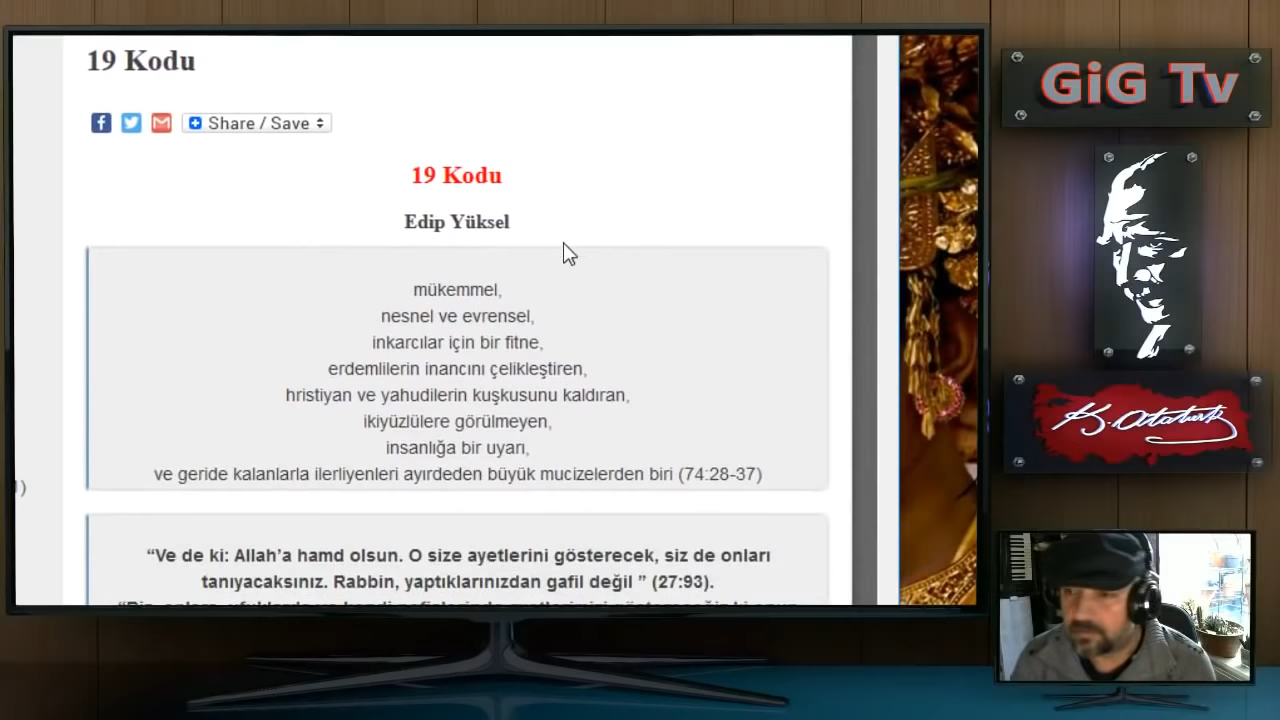 19 Kodu
Share / Save
19 Kodu
Edip Yüksel
mükemmel,
nesnel ve evrensel,
inkarcılar için bir fitne,
erdemlilerin inancını çelikleştiren,
hristiyan ve yahudilerin kuşkusunu kaldıran,
ikiyüzlülere görülmeyen,
insanlığa bir uyarı,
ve geride kalanlarla ilerliyenleri ayırdeden büyük mucizelerden biri (74:28-37)
“Ve de ki: Allah’a hamd olsun. O size ayetlerini gösterecek, siz de onları
tanıyacaksınız. Rabbin, yaptıklarınızdan gafil değil ” (27:93).
GiG Tv
K. Atatürk